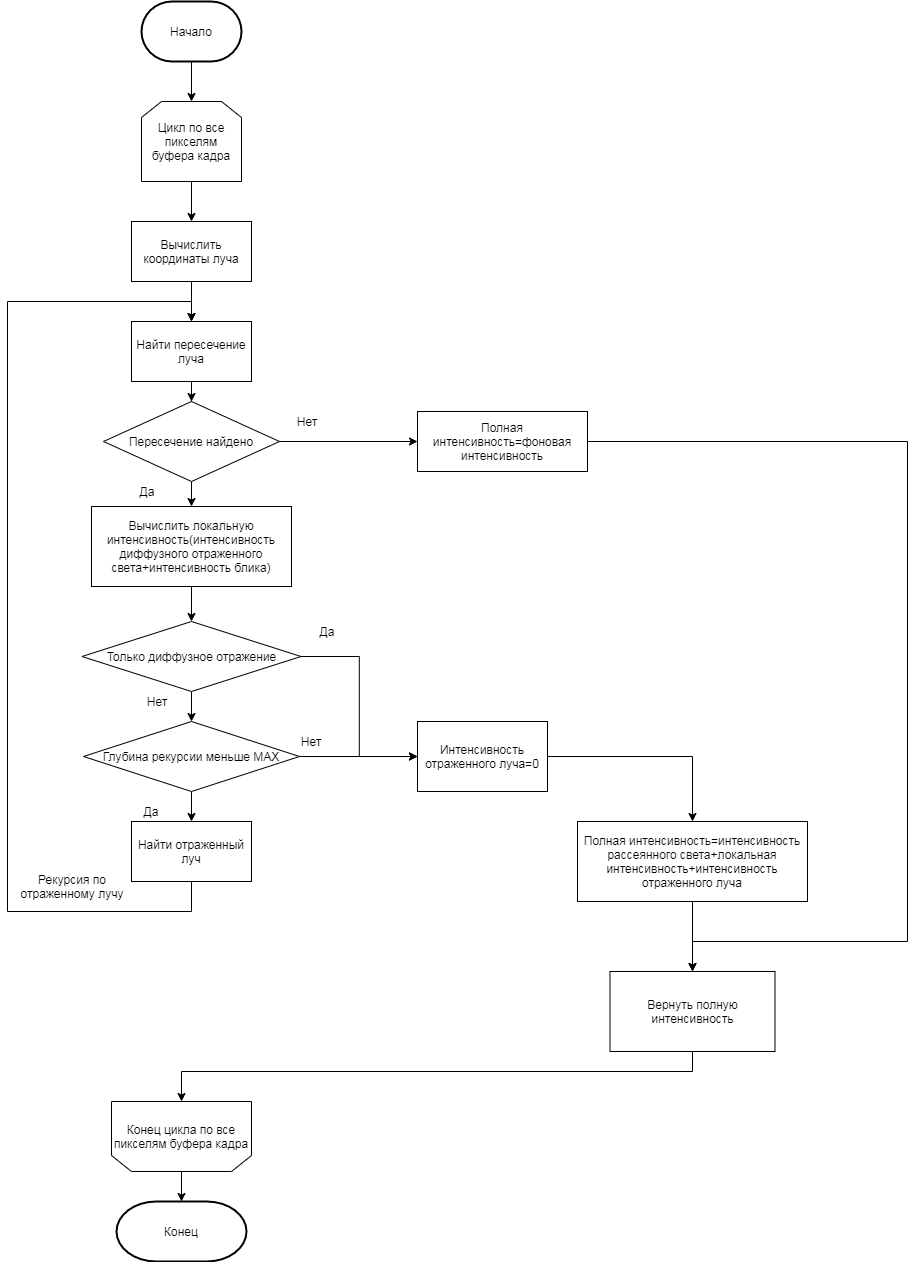 Начало
Цикл по все
пикселям
буфера кадра
Вычислить
координаты луча
Найти пересечение
луча
Пересечение найдено
Нет
Полная
интенсивность=фоновая
интенсивность
Да
Вычислить локальную
интенсивность(интенсивность
диффузного отраженного
света+интенсивность блика)
Только диффузное отражение
Да
Нет
Глубина рекурсии меньше MAX
Нет
Интенсивность
отраженного луча=0
Да
Найти отраженный
луч
Рекурсия по
отраженному лучу
Полная интенсивность=интенсивность
рассеянного света+локальная
интенсивность+интенсивность
отраженного луча
Вернуть полную
интенсивность
Конец цикла по все
пикселям буфера кадра
Конец